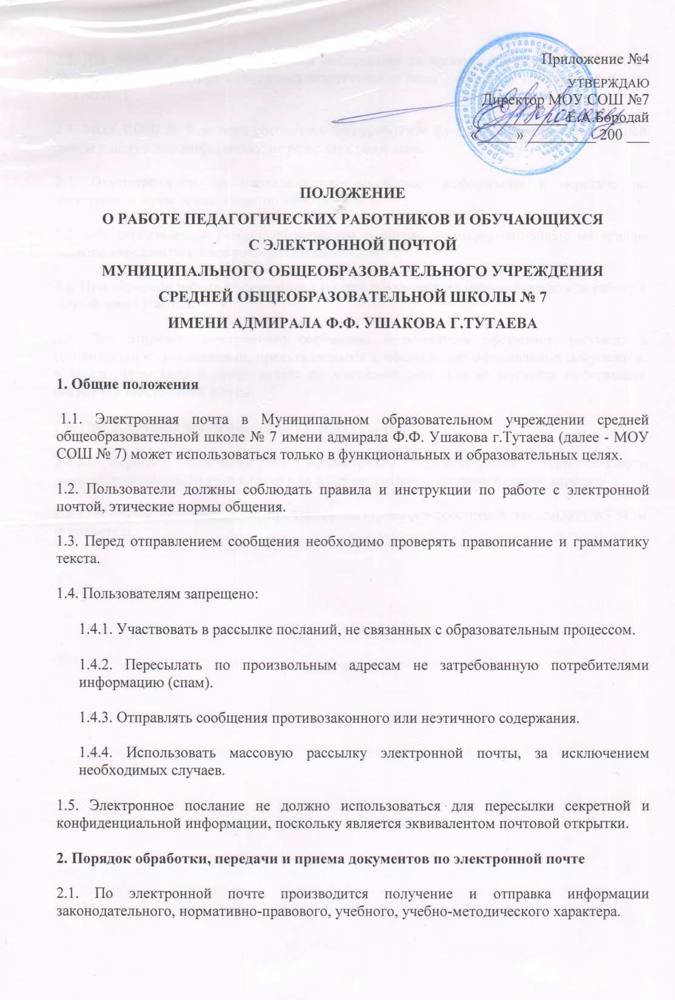 Приложение №4
УТВЕРЖДАЮ
Директор МОУ СОШ №7
Е.А.Бородай
«_____» _________ 200 ___
ПОЛОЖЕНИЕ
О РАБОТЕ ПЕДАГОГИЧЕСКИХ РАБОТНИКОВ И ОБУЧАЮЩИХСЯ
С ЭЛЕКТРОННОЙ ПОЧТОЙ
МУНИЦИПАЛЬНОГО ОБЩЕОБРАЗОВАТЕЛЬНОГО УЧРЕЖДЕНИЯ
СРЕДНЕЙ ОБЩЕОБРАЗОВАТЕЛЬНОЙ ШКОЛЫ № 7
ИМЕНИ АДМИРАЛА Ф.Ф. УШАКОВА Г.ТУТАЕВА
1. Общие положения
1.1. Электронная почта в Муниципальном образовательном учреждении средней
общеобразовательной школе № 7 имени адмирала Ф.Ф. Ушакова г.Тутаева (далее - МОУ
СОШ № 7) может использоваться только в функциональных и образовательных целях.
1.2. Пользователи должны соблюдать правила и инструкции по работе с электронной
почтой, этические нормы общения.
1.3. Перед отправлением сообщения необходимо проверять правописание и грамматику
текста.
1.4. Пользователям запрещено:
1.4.1. Участвовать в рассылке посланий, не связанных с образовательным процессом.
1.4.2. Пересылать по произвольным адресам не затребованную потребителями
информацию (спам).
1.4.3. Отправлять сообщения противозаконного или неэтичного содержания.
1.4.4. Использовать массовую рассылку электронной почты, за исключением
необходимых случаев.
1.5. Электронное послание не должно использоваться для пересылки секретной и
конфиденциальной информации, поскольку является эквивалентом почтовой открытки.
2. Порядок обработки, передачи и приема документов по электронной почте
2.1. По электронной почте производится получение и отправка информации
законодательного, нормативно-правового, учебного, учебно-методического характера.